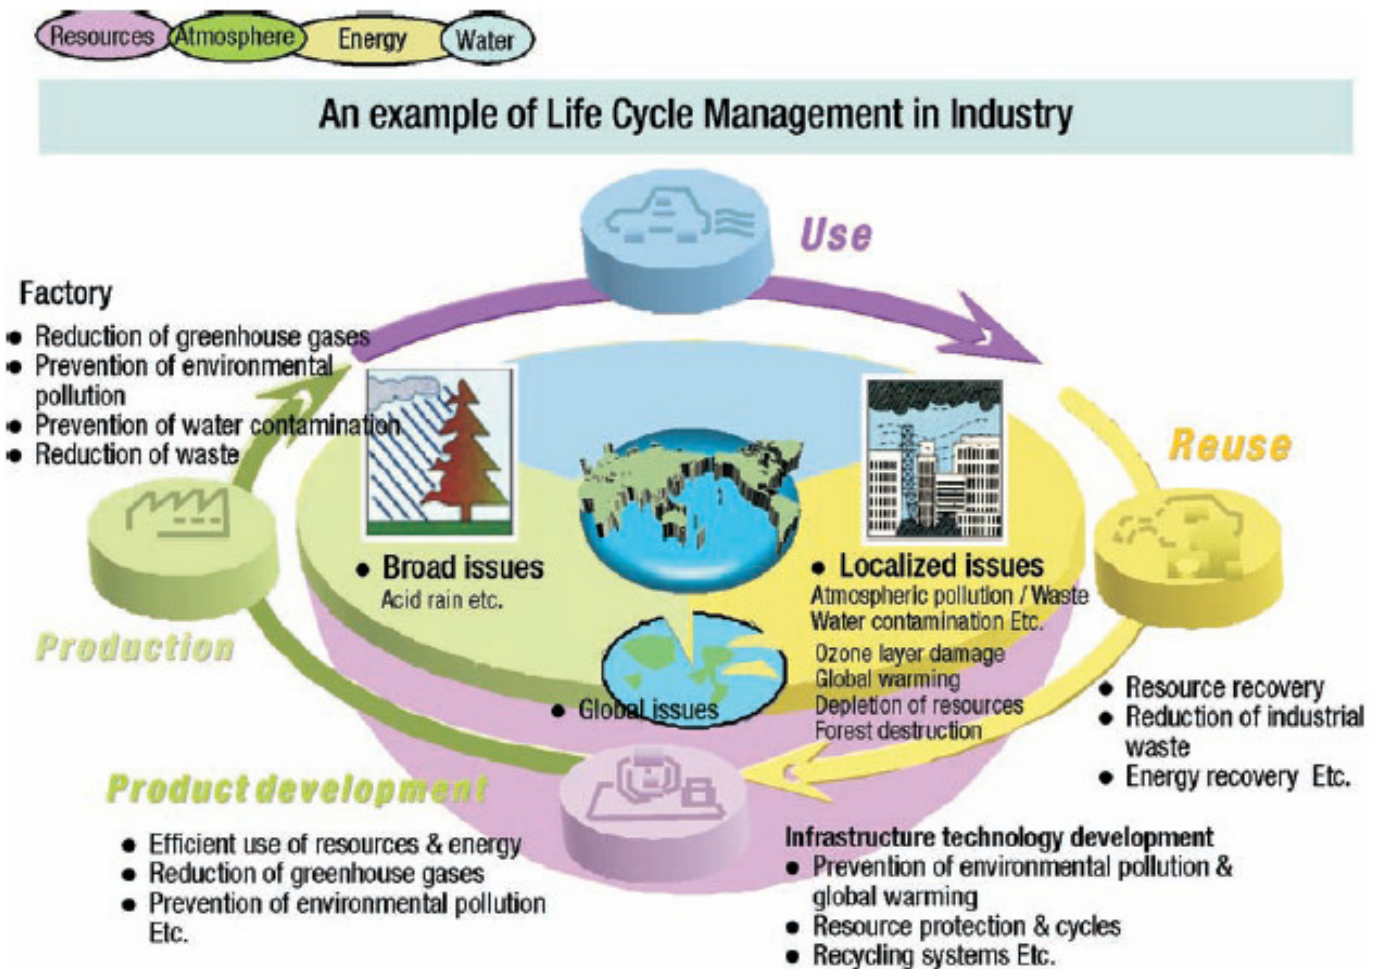 Resources Atmosphere Energy Water
An example of Life Cycle Management in Industry
Use
Factory
• Reduction of greenhouse gases
• Prevention of environmental
pollution
• Prevention of water contamination
• Reduction of waste
Reuse
• Broad issues
Acid rain etc.
• Localized issues
Atmospheric pollution / Waste
Water contamination Etc.
Ozone layer damage
Global warming
Depletion of resources
Forest destruction
• Global issues
Production
• Resource recovery
• Reduction of industrial
waste
• Energy recovery Etc.
Product development
• Efficient use of resources & energy
• Reduction of greenhouse gases
• Prevention of environmental pollution
Etc.
Infrastructure technology development
• Prevention of environmental pollution &
global warming
• Resource protection & cycles
• Recycling systems Etc.